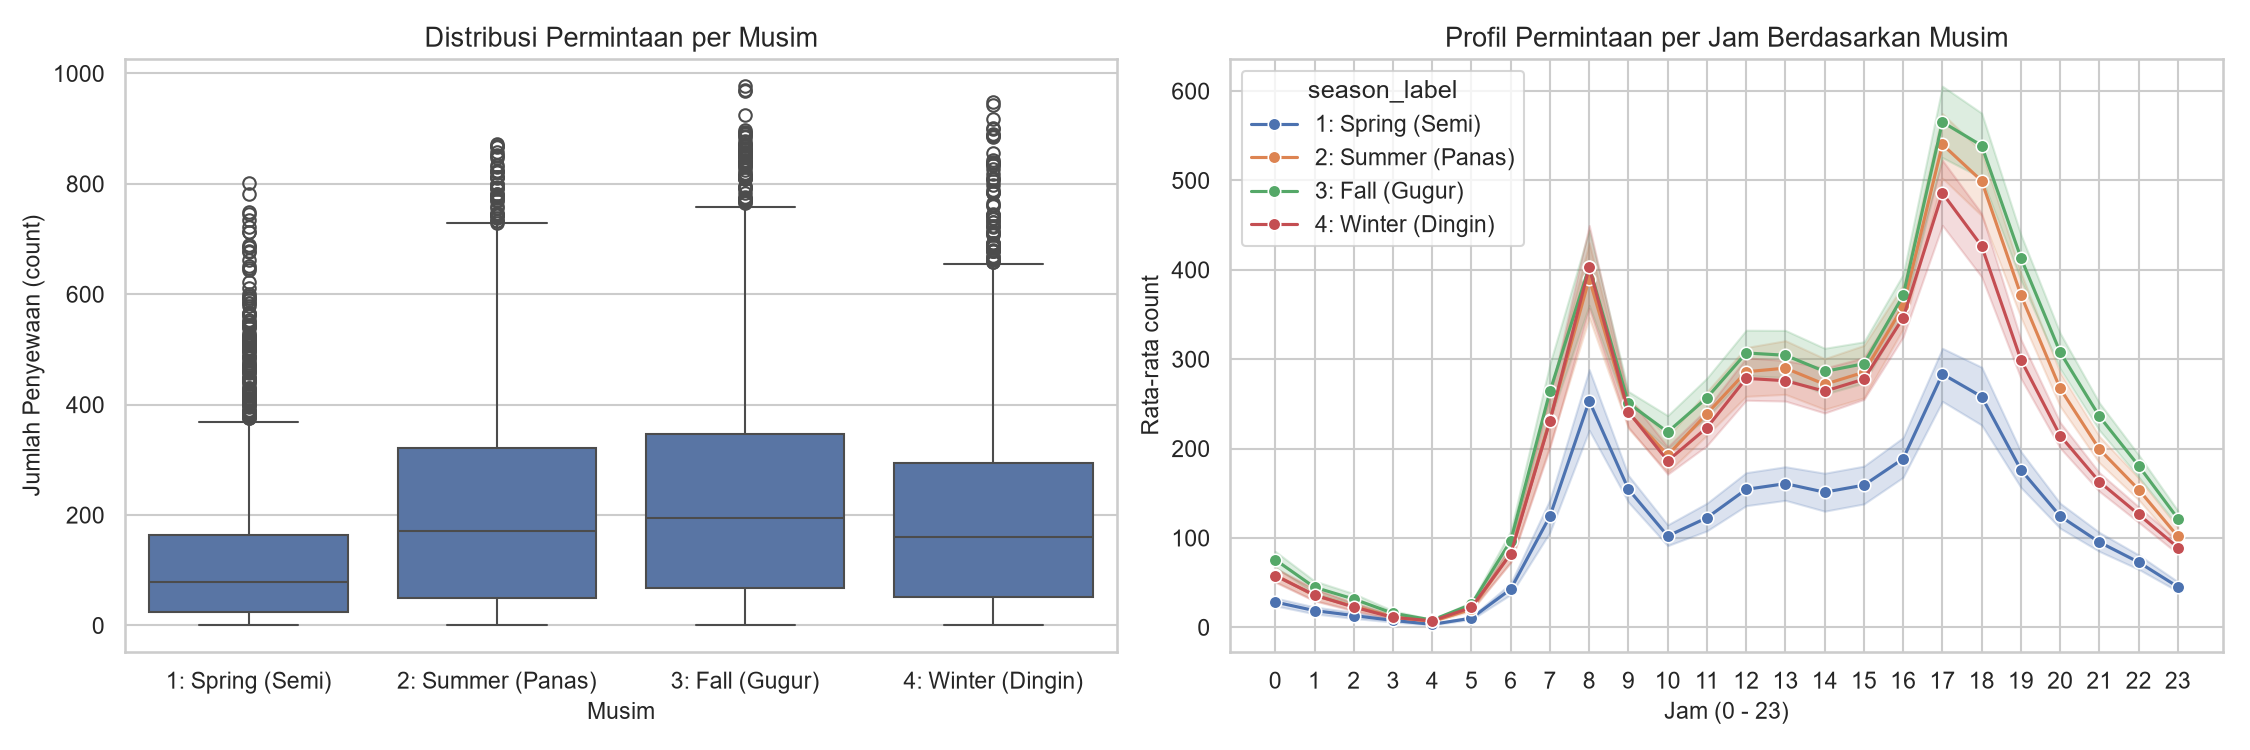 Distribusi Permintaan per Musim
Jumlah Penyewaan (count)
1000
800
600
400
200
0
1: Spring (Semi)
2: Summer (Panas)
3: Fall (Gugur)
4: Winter (Dingin)
Musim
Profil Permintaan per Jam Berdasarkan Musim
season_label
1: Spring (Semi)
2: Summer (Panas)
3: Fall (Gugur)
4: Winter (Dingin)
Rata-rata count
600
500
400
300
200
100
0
0 1 2 3 4 5 6 7 8 9 10 11 12 13 14 15 16 17 18 19 20 21 22 23
Jam (0 - 23)